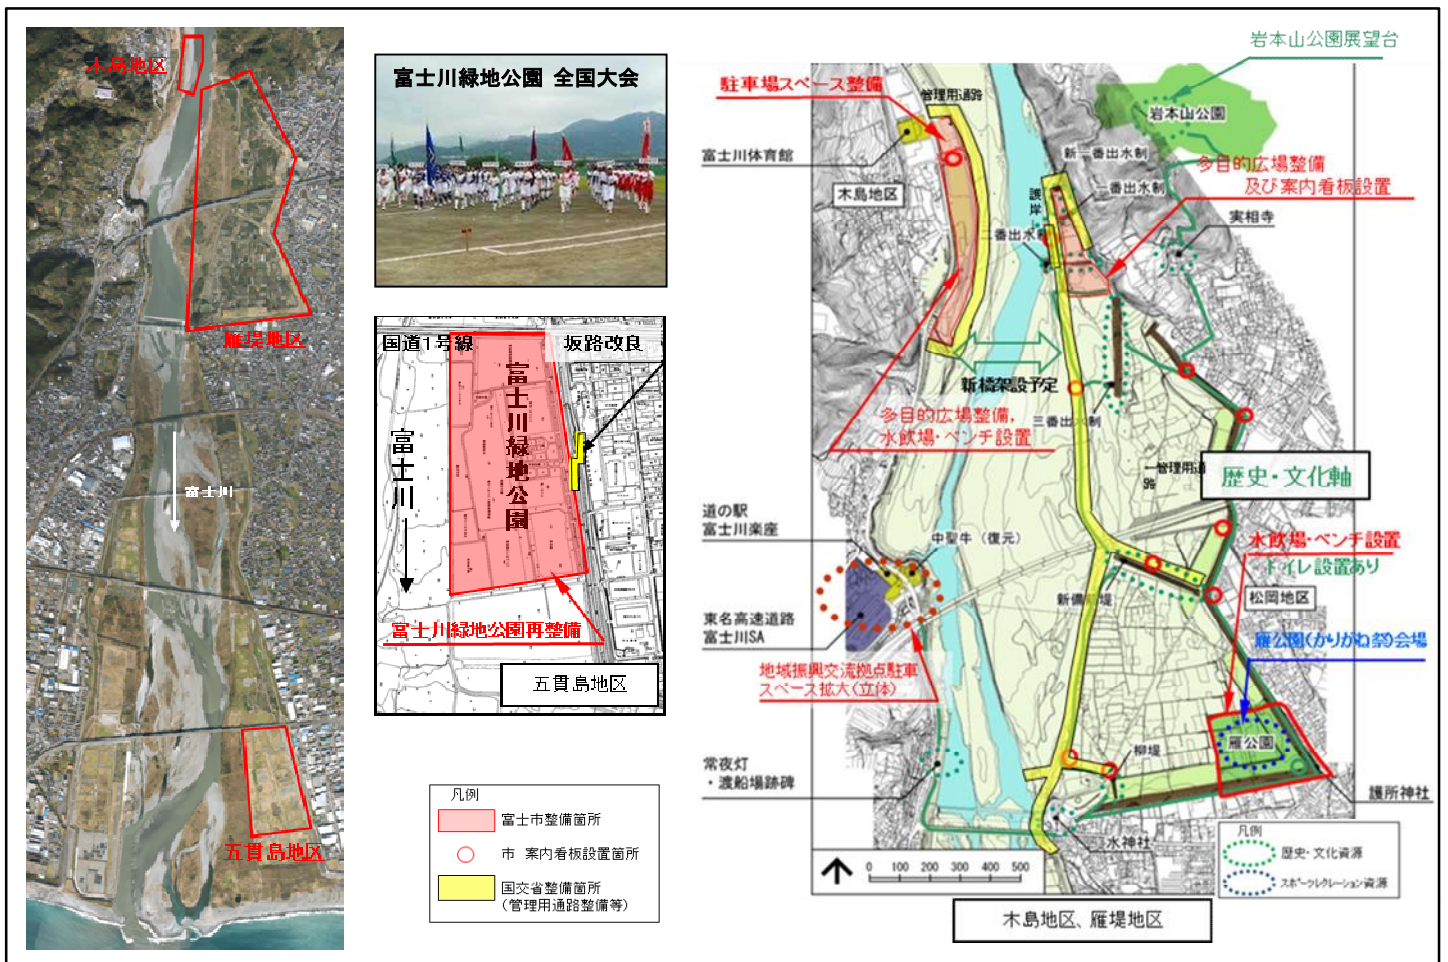 木島地区
雁堤地区
富士川
五貫島地区
富士川緑地公園 全国大会
国道1号線
坂路改良
富士川緑地公園
富士川
富士川緑地公園再整備
五貫島地区
凡例
富士市整備箇所
市 案内看板設置箇所
国交省整備箇所
(管理用通路整備等)
岩本山公園展望台
駐車場スペース整備
管理用通路
岩本山公園
富士川体育館
新一番出水制
多目的広場整備
及び案内看板設置
木島地区
護岸
一番出水制
実相寺
二番出水制
新橋架設予定
多目的広場整備,
水飲場・ベンチ設置
三番出水制
管理用通路
歴史・文化軸
道の駅
富士川楽座
中聖牛(復元)
水飲場・ベンチ設置
トイレ設置あり
東名高速道路
富士川SA
新備前堤
松岡地区
雁公園(かりがね祭)会場
地域振興交流拠点駐車
スペース拡大(立体)
雁公園
常夜灯
・渡船場跡碑
柳堤
護所神社
水神社
0 100 200 300 400 500
凡例
歴史・文化資源
スポーツレクレーション資源
木島地区、雁堤地区